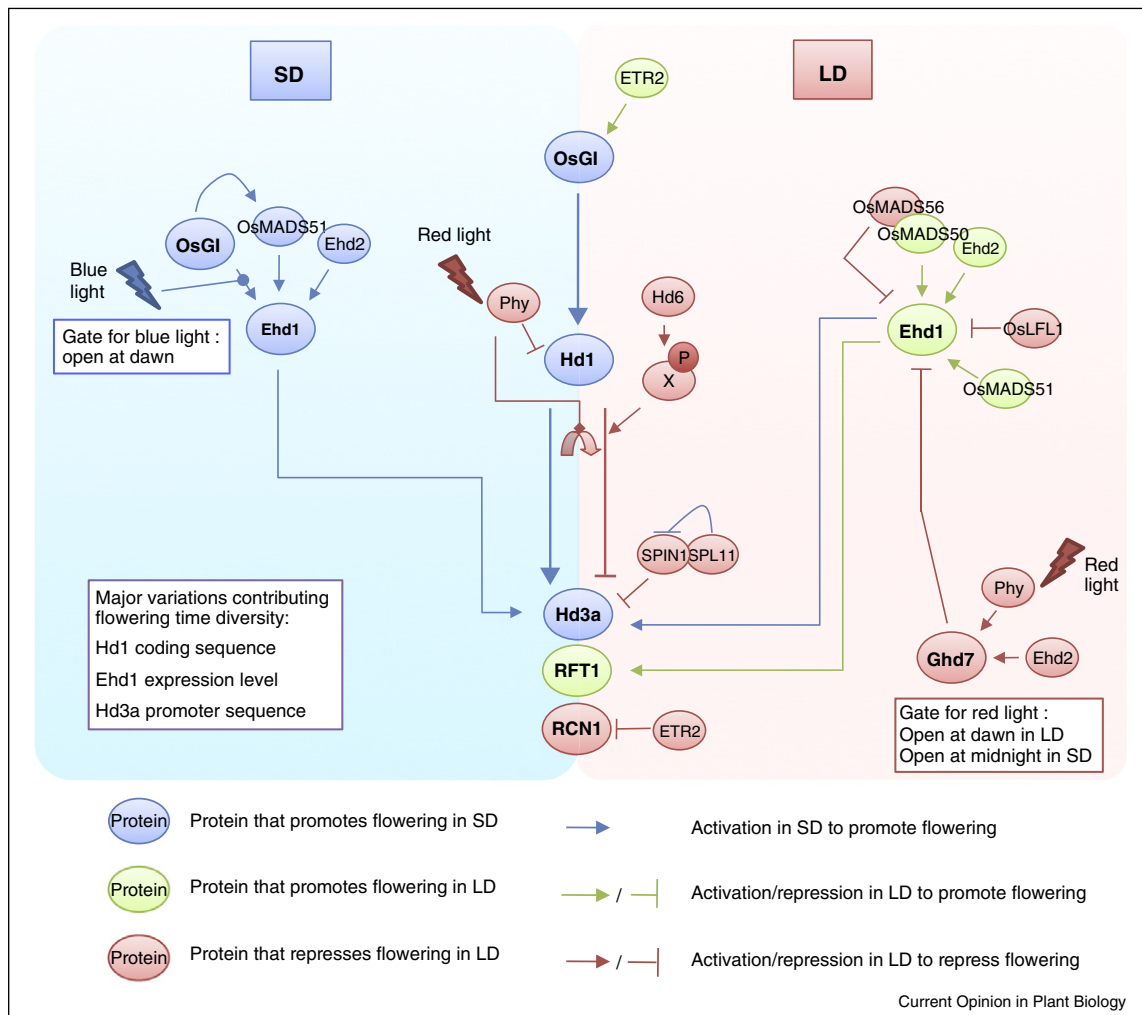 SD
LD
ETR2
OsGI
OsMADS51
OsGI
Ehd2
Blue
light
Ehd1
Gate for blue light :
open at dawn
Red light
Phy
Hd6
Hd1
P
X
OsMADS56
OsMADS50
Ehd2
Ehd1
OsLFL1
OsMADS51
SPIN1
SPL11
Phy
Red
light
Ghd7
Ehd2
Hd3a
RFT1
RCN1
ETR2
Major variations contributing
flowering time diversity:
Hd1 coding sequence
Ehd1 expression level
Hd3a promoter sequence
Gate for red light :
Open at dawn in LD
Open at midnight in SD
Protein Protein that promotes flowering in SD Activation in SD to promote flowering
Protein Protein that promotes flowering in LD / Activation/repression in LD to promote flowering
Protein Protein that represses flowering in LD / Activation/repression in LD to repress flowering
Current Opinion in Plant Biology